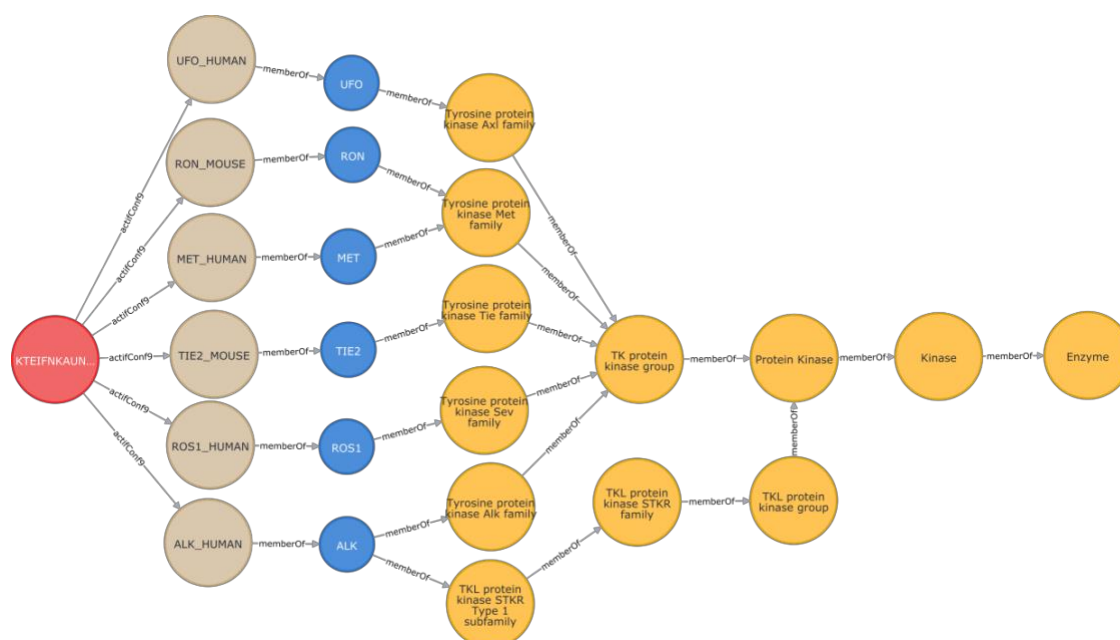 UFO_HUMAN
memberOf
UFO
memberOf
Tyrosine protein
kinase Axl family
actifConf9
RON_MOUSE
memberOf
RON
memberOf
Tyrosine protein
kinase Met
family
memberOf
actifConf9
MET_HUMAN
memberOf
MET
memberOf
memberOf
actifConf9
KTEIFNKAUN...
actifConf9
TIE2_MOUSE
memberOf
TIE2
memberOf
Tyrosine protein
kinase Tie family
memberOf
TK protein
kinase group
memberOf
Protein Kinase
memberOf
Kinase
memberOf
Enzyme
actifConf9
ROS1_HUMAN
memberOf
ROS1
memberOf
Tyrosine protein
kinase Sev
family
memberOf
memberOf
actifConf9
ALK_HUMAN
memberOf
ALK
memberOf
Tyrosine protein
kinase Alk family
memberOf
memberOf
TKL protein
kinase STKR
Type 1
subfamily
memberOf
TKL protein
kinase STKR
family
memberOf
TKL protein
kinase group